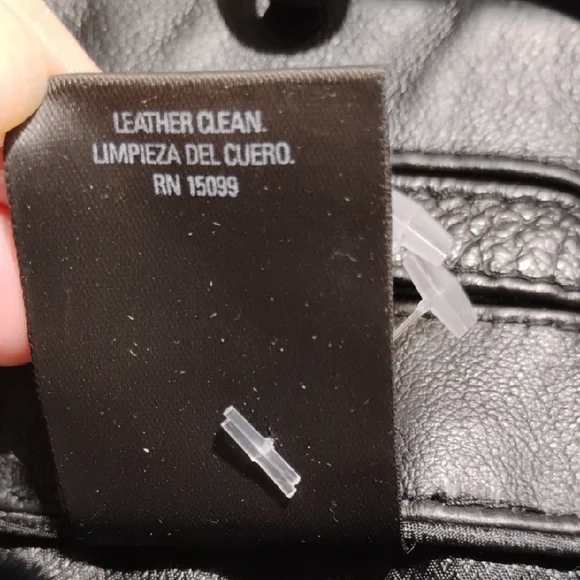 LEATHER CLEAN.
LIMPIEZA DEL CUERO.
RN 15099